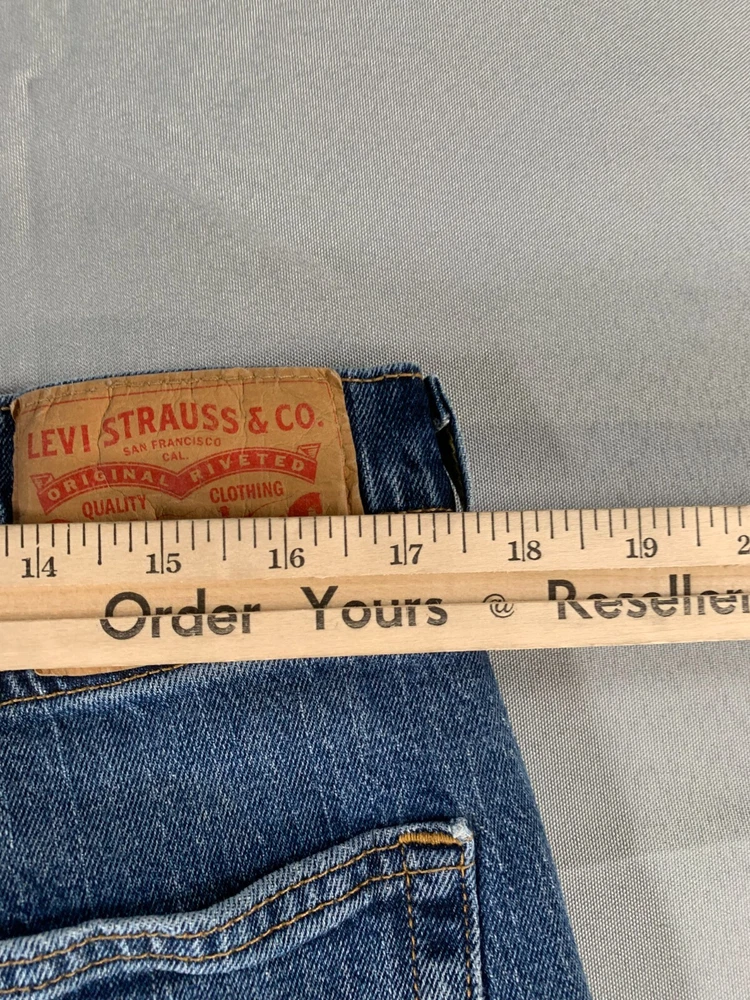 LEVI STRAUSS & CO.
SAN FRANCISCO
CAL.
ORIGINAL RIVETED
QUALITY CLOTHING
14 15 16 17 18 19 2
Order Yours @ Reseller